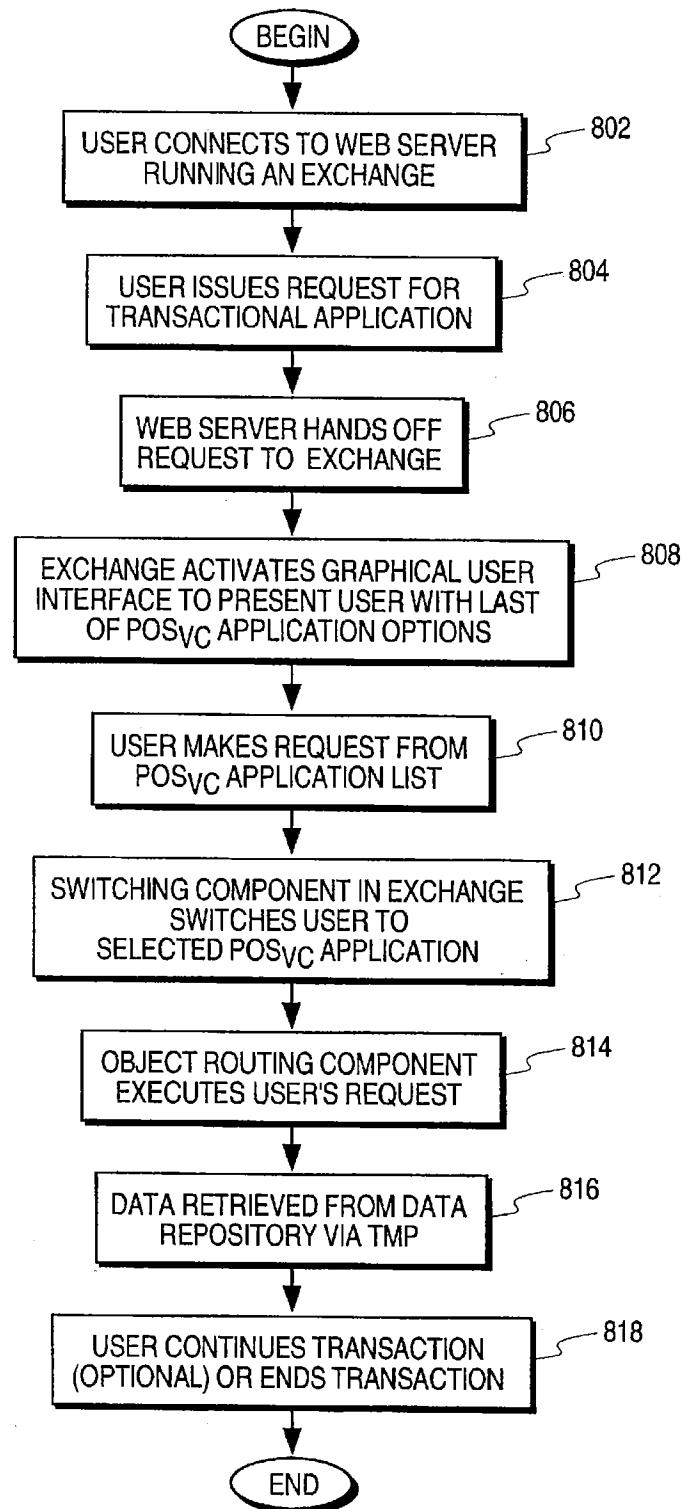 BEGIN
USER CONNECTS TO WEB SERVER
RUNNING AN EXCHANGE
802
USER ISSUES REQUEST FOR
TRANSACTIONAL APPLICATION
804
WEB SERVER HANDS OFF
REQUEST TO EXCHANGE
806
EXCHANGE ACTIVATES GRAPHICAL USER
INTERFACE TO PRESENT USER WITH LAST
OF POSVC APPLICATION OPTIONS
808
USER MAKES REQUEST FROM
POSVC APPLICATION LIST
810
SWITCHING COMPONENT IN EXCHANGE
SWITCHES USER TO
SELECTED POSVC APPLICATION
812
OBJECT ROUTING COMPONENT
EXECUTES USER'S REQUEST
814
DATA RETRIEVED FROM DATA
REPOSITORY VIA TMP
816
USER CONTINUES TRANSACTION
(OPTIONAL) OR ENDS TRANSACTION
818
END